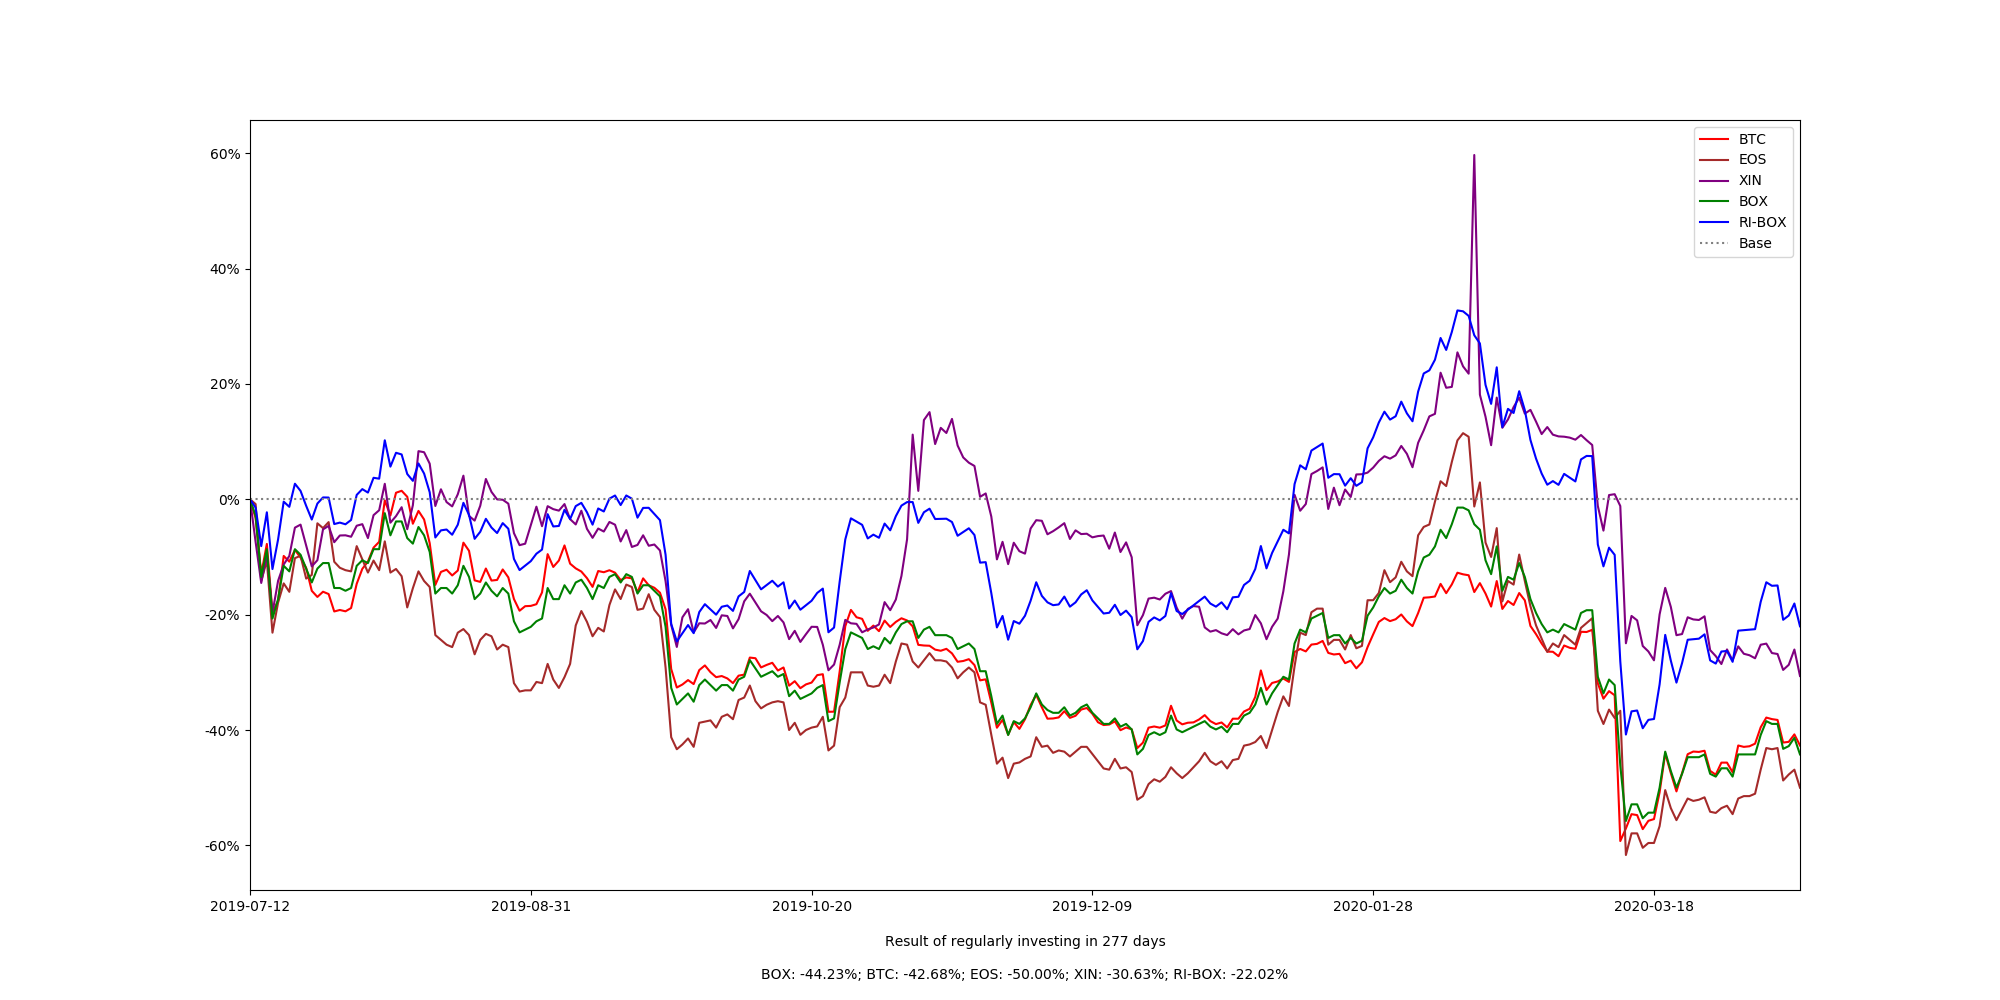 60%
40%
20%
0%
-20%
-40%
-60%
BTC
EOS
XIN
BOX
RI-BOX
Base
2019-07-12 2019-08-31 2019-10-20 2019-12-09 2020-01-28 2020-03-18
Result of regularly investing in 277 days
BOX: -44.23%; BTC: -42.68%; EOS: -50.00%; XIN: -30.63%; RI-BOX: -22.02%